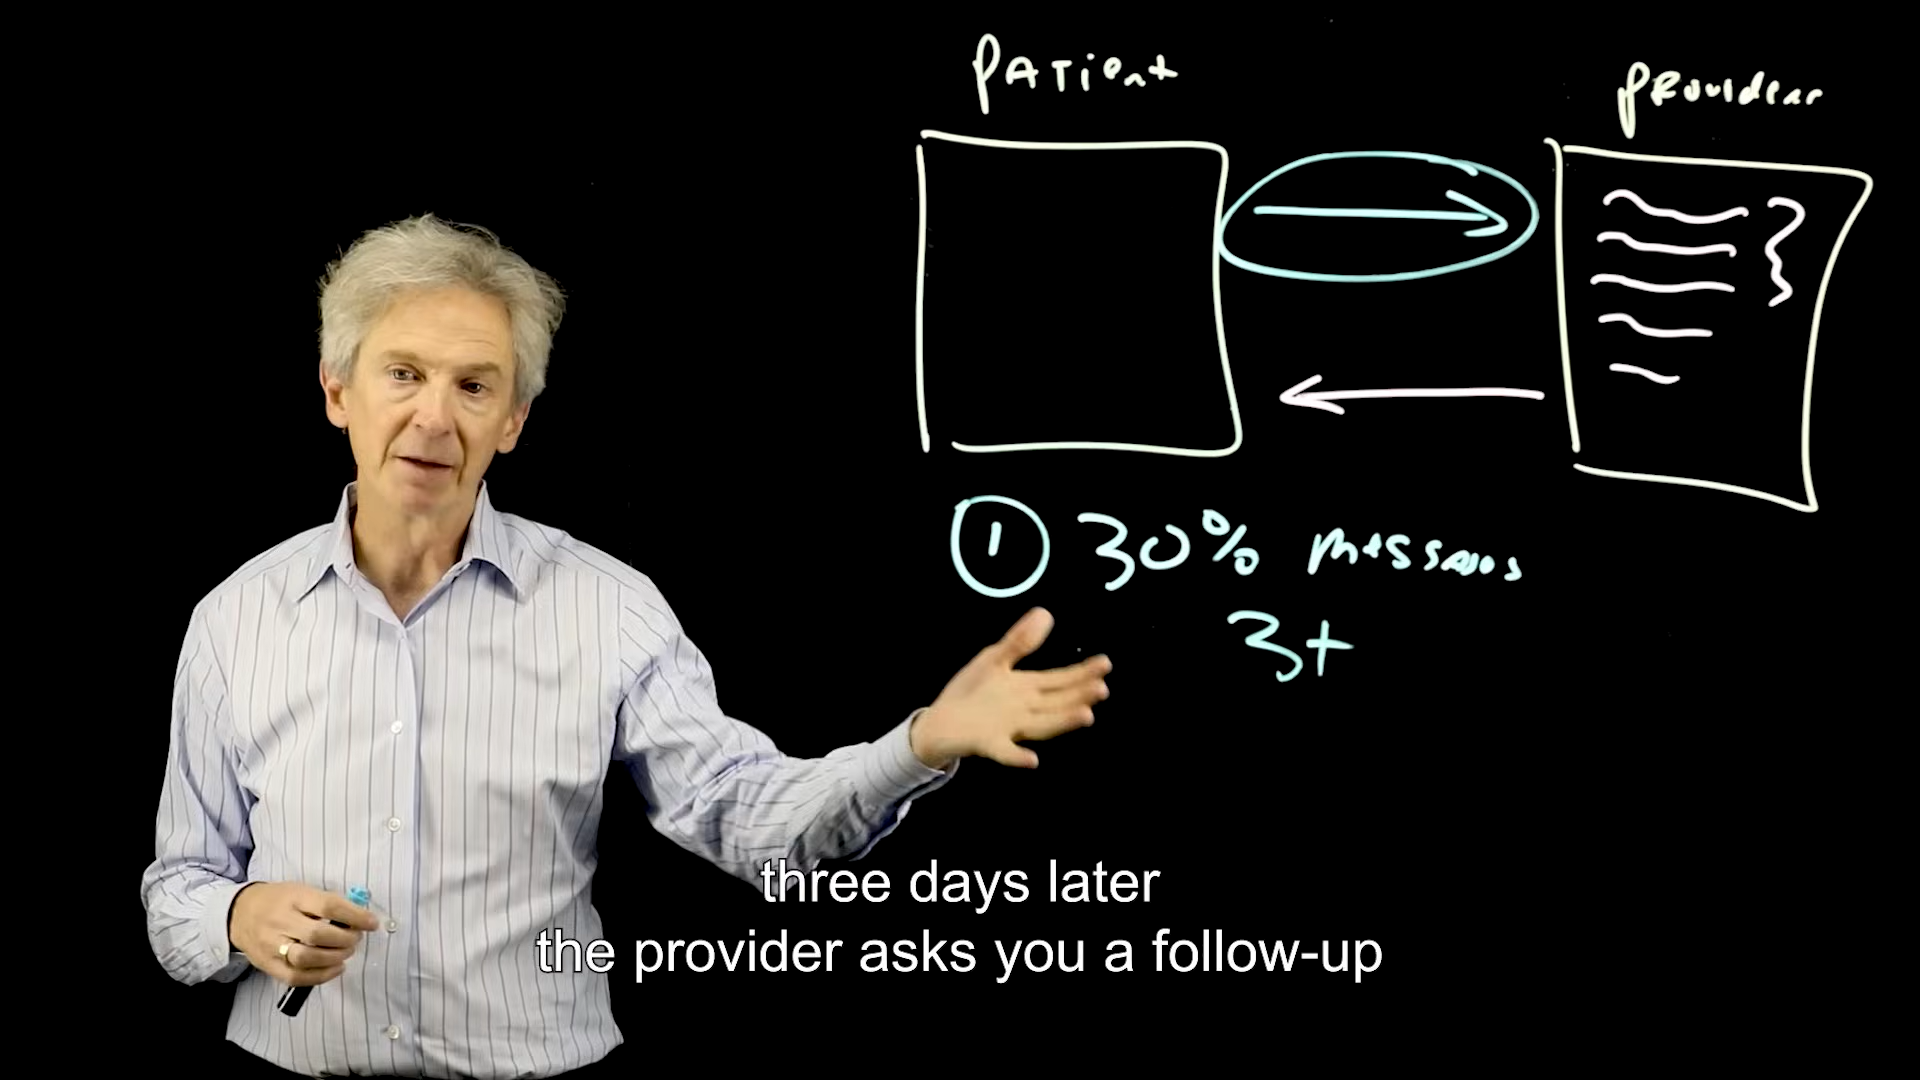 Patient
Provider
1 30% messages
3+
three days later
the provider asks you a follow-up